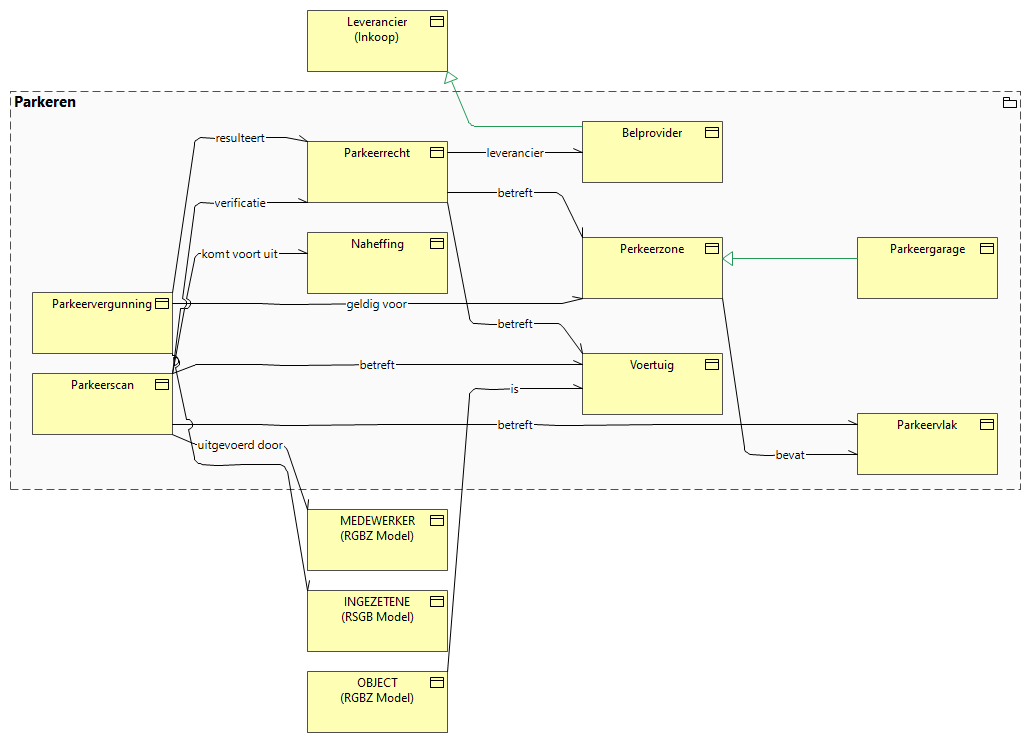 Leverancier
(Inkoop)
Parkeren
Belprovider
resulteert
Parkeerrecht
leverancier
betreft
verificatie
Naheffing
Perkeerzone
Parkeergarage
komt voort uit
Parkeervergunning
geldig voor
betreft
Voertuig
betreft
Parkeerscan
is
betreft
Parkeervlak
uitgevoerd door
bevat
MEDEWERKER
(RGBZ Model)
INGEZETENE
(RSGB Model)
OBJECT
(RGBZ Model)